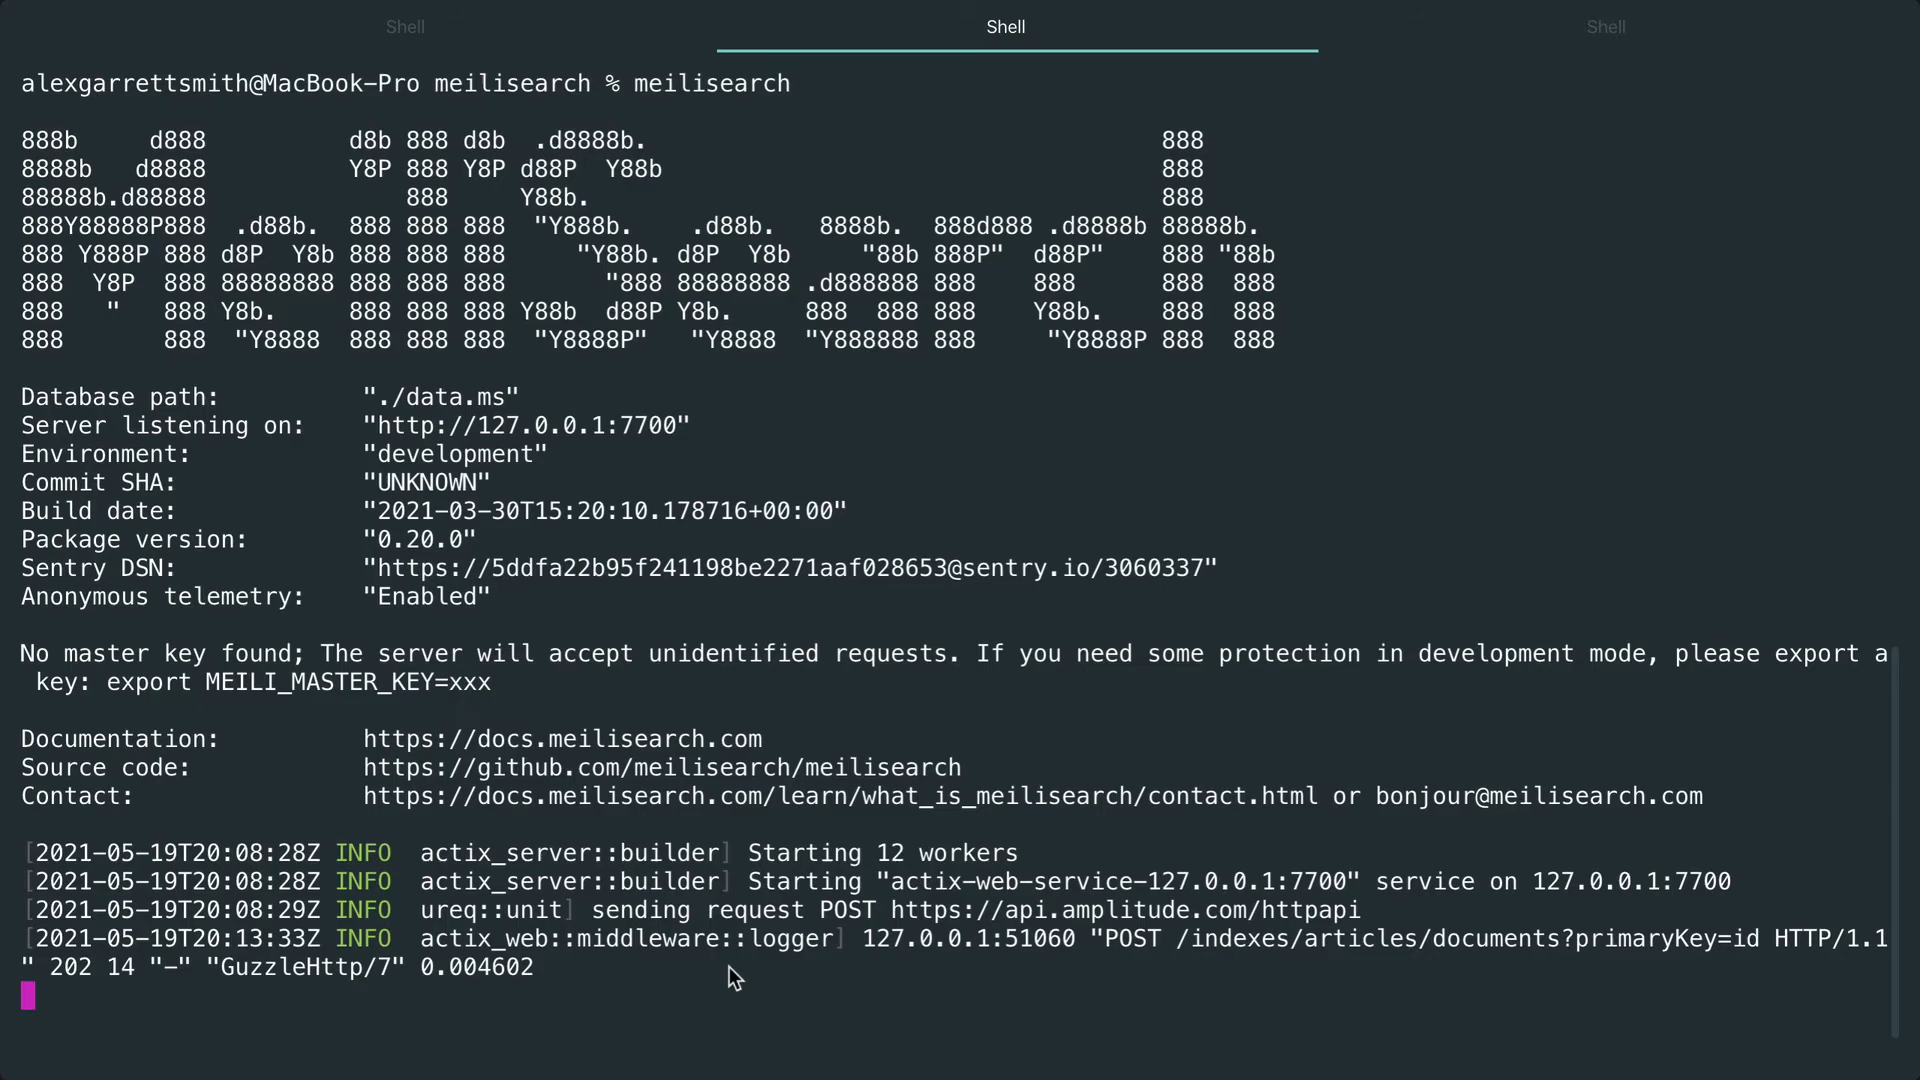 Shell Shell Shell
alexgarrettsmith@MacBook-Pro meilisearch % meilisearch
888b     d888          d8b 888 d8b  .d8888b.                                    888
8888b   d8888          Y8P 888 Y8P d88P  Y88b                                   888
88888b.d88888              888     Y88b.                                        888
888Y88888P888  .d88b.  888 888 888  "Y888b.    .d88b.   8888b.  888d888 .d8888b 88888b.
888 Y888P 888 d8P  Y8b 888 888 888     "Y88b. d8P  Y8b     "88b 888P"  d88P"    888 "88b
888  Y8P  888 88888888 888 888 888       "888 88888888 .d888888 888    888      888  888
888   "   888 Y8b.     888 888 888 Y88b  d88P Y8b.     888  888 888    Y88b.    888  888
888       888  "Y8888  888 888 888  "Y8888P"   "Y8888  "Y888888 888     "Y8888P 888  888
Database path:          "./data.ms"
Server listening on:    "http://127.0.0.1:7700"
Environment:            "development"
Commit SHA:             "UNKNOWN"
Build date:             "2021-03-30T15:20:10.178716+00:00"
Package version:        "0.20.0"
Sentry DSN:             "https://5ddfa22b95f241198be2271aaf028653@sentry.io/3060337"
Anonymous telemetry:    "Enabled"
No master key found; The server will accept unidentified requests. If you need some protection in development mode, please export a
 key: export MEILI_MASTER_KEY=xxx
Documentation:          https://docs.meilisearch.com
Source code:            https://github.com/meilisearch/meilisearch
Contact:                https://docs.meilisearch.com/learn/what_is_meilisearch/contact.html or bonjour@meilisearch.com
[2021-05-19T20:08:28Z INFO  actix_server::builder] Starting 12 workers
[2021-05-19T20:08:28Z INFO  actix_server::builder] Starting "actix-web-service-127.0.0.1:7700" service on 127.0.0.1:7700
[2021-05-19T20:08:29Z INFO  ureq::unit] sending request POST https://api.amplitude.com/httpapi
[2021-05-19T20:13:33Z INFO  actix_web::middleware::logger] 127.0.0.1:51060 "POST /indexes/articles/documents?primaryKey=id HTTP/1.1
" 202 14 "-" "GuzzleHttp/7" 0.004602